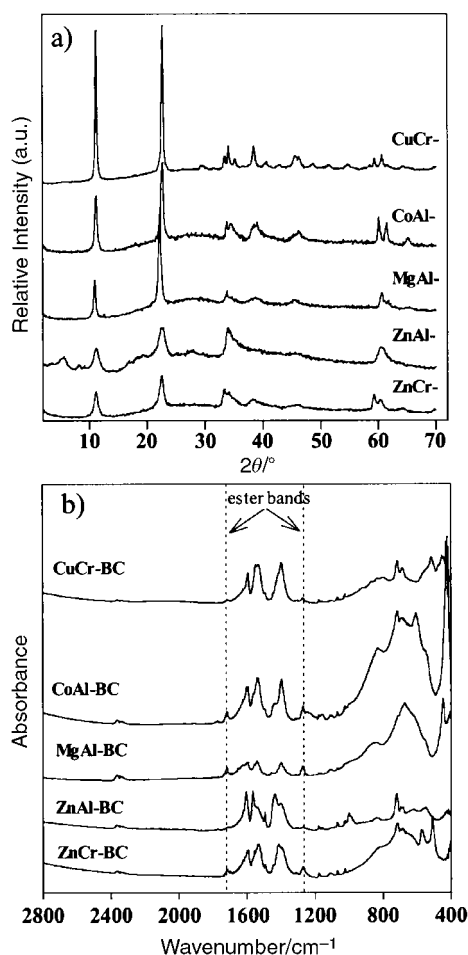 a)
Relative Intensity (a.u.)
CuCr-
CoAl-
MgAl-
ZnAl-
ZnCr-
10 20 30 40 50 60 70
2θ/°
b)
ester bands
CuCr-BC
CoAl-BC
MgAl-BC
ZnAl-BC
ZnCr-BC
Absorbance
2800 2000 1600 1200 800 400
Wavenumber/cm⁻¹